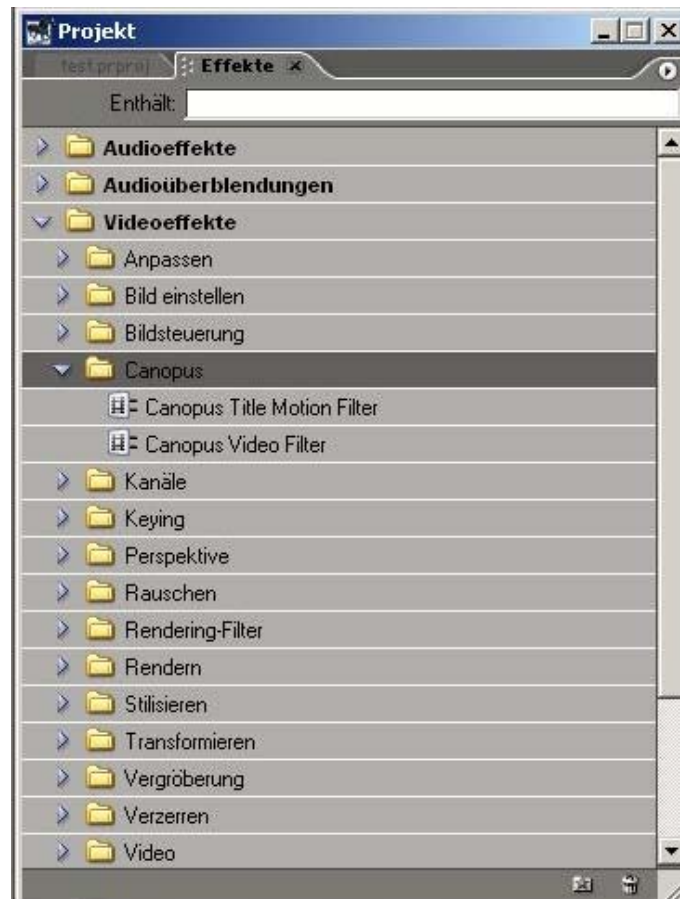 Projekt
test.prproj Effekte
Enthält:
Audioeffekte
Audioüberblendungen
Videoeffekte
Anpassen
Bild einstellen
Bildsteuerung
Canopus
Canopus Title Motion Filter
Canopus Video Filter
Kanäle
Keying
Perspektive
Rauschen
Rendering-Filter
Rendern
Stilisieren
Transformieren
Vergröberung
Verzerren
Video